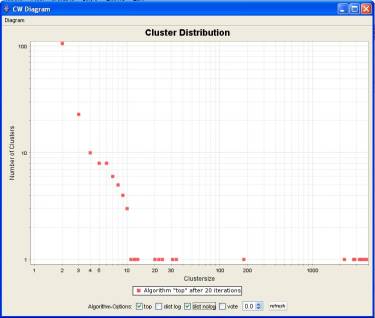 CW Diagram
Diagram
Cluster Distribution
100
10
1
Number of Clusters
1 2 3 4 6 10 20 30 100 200 1000
Clustersize
Algorithm "top" after 20 iterations
Algorithm-Options: top dist log dist nolog vote 0.0 refresh